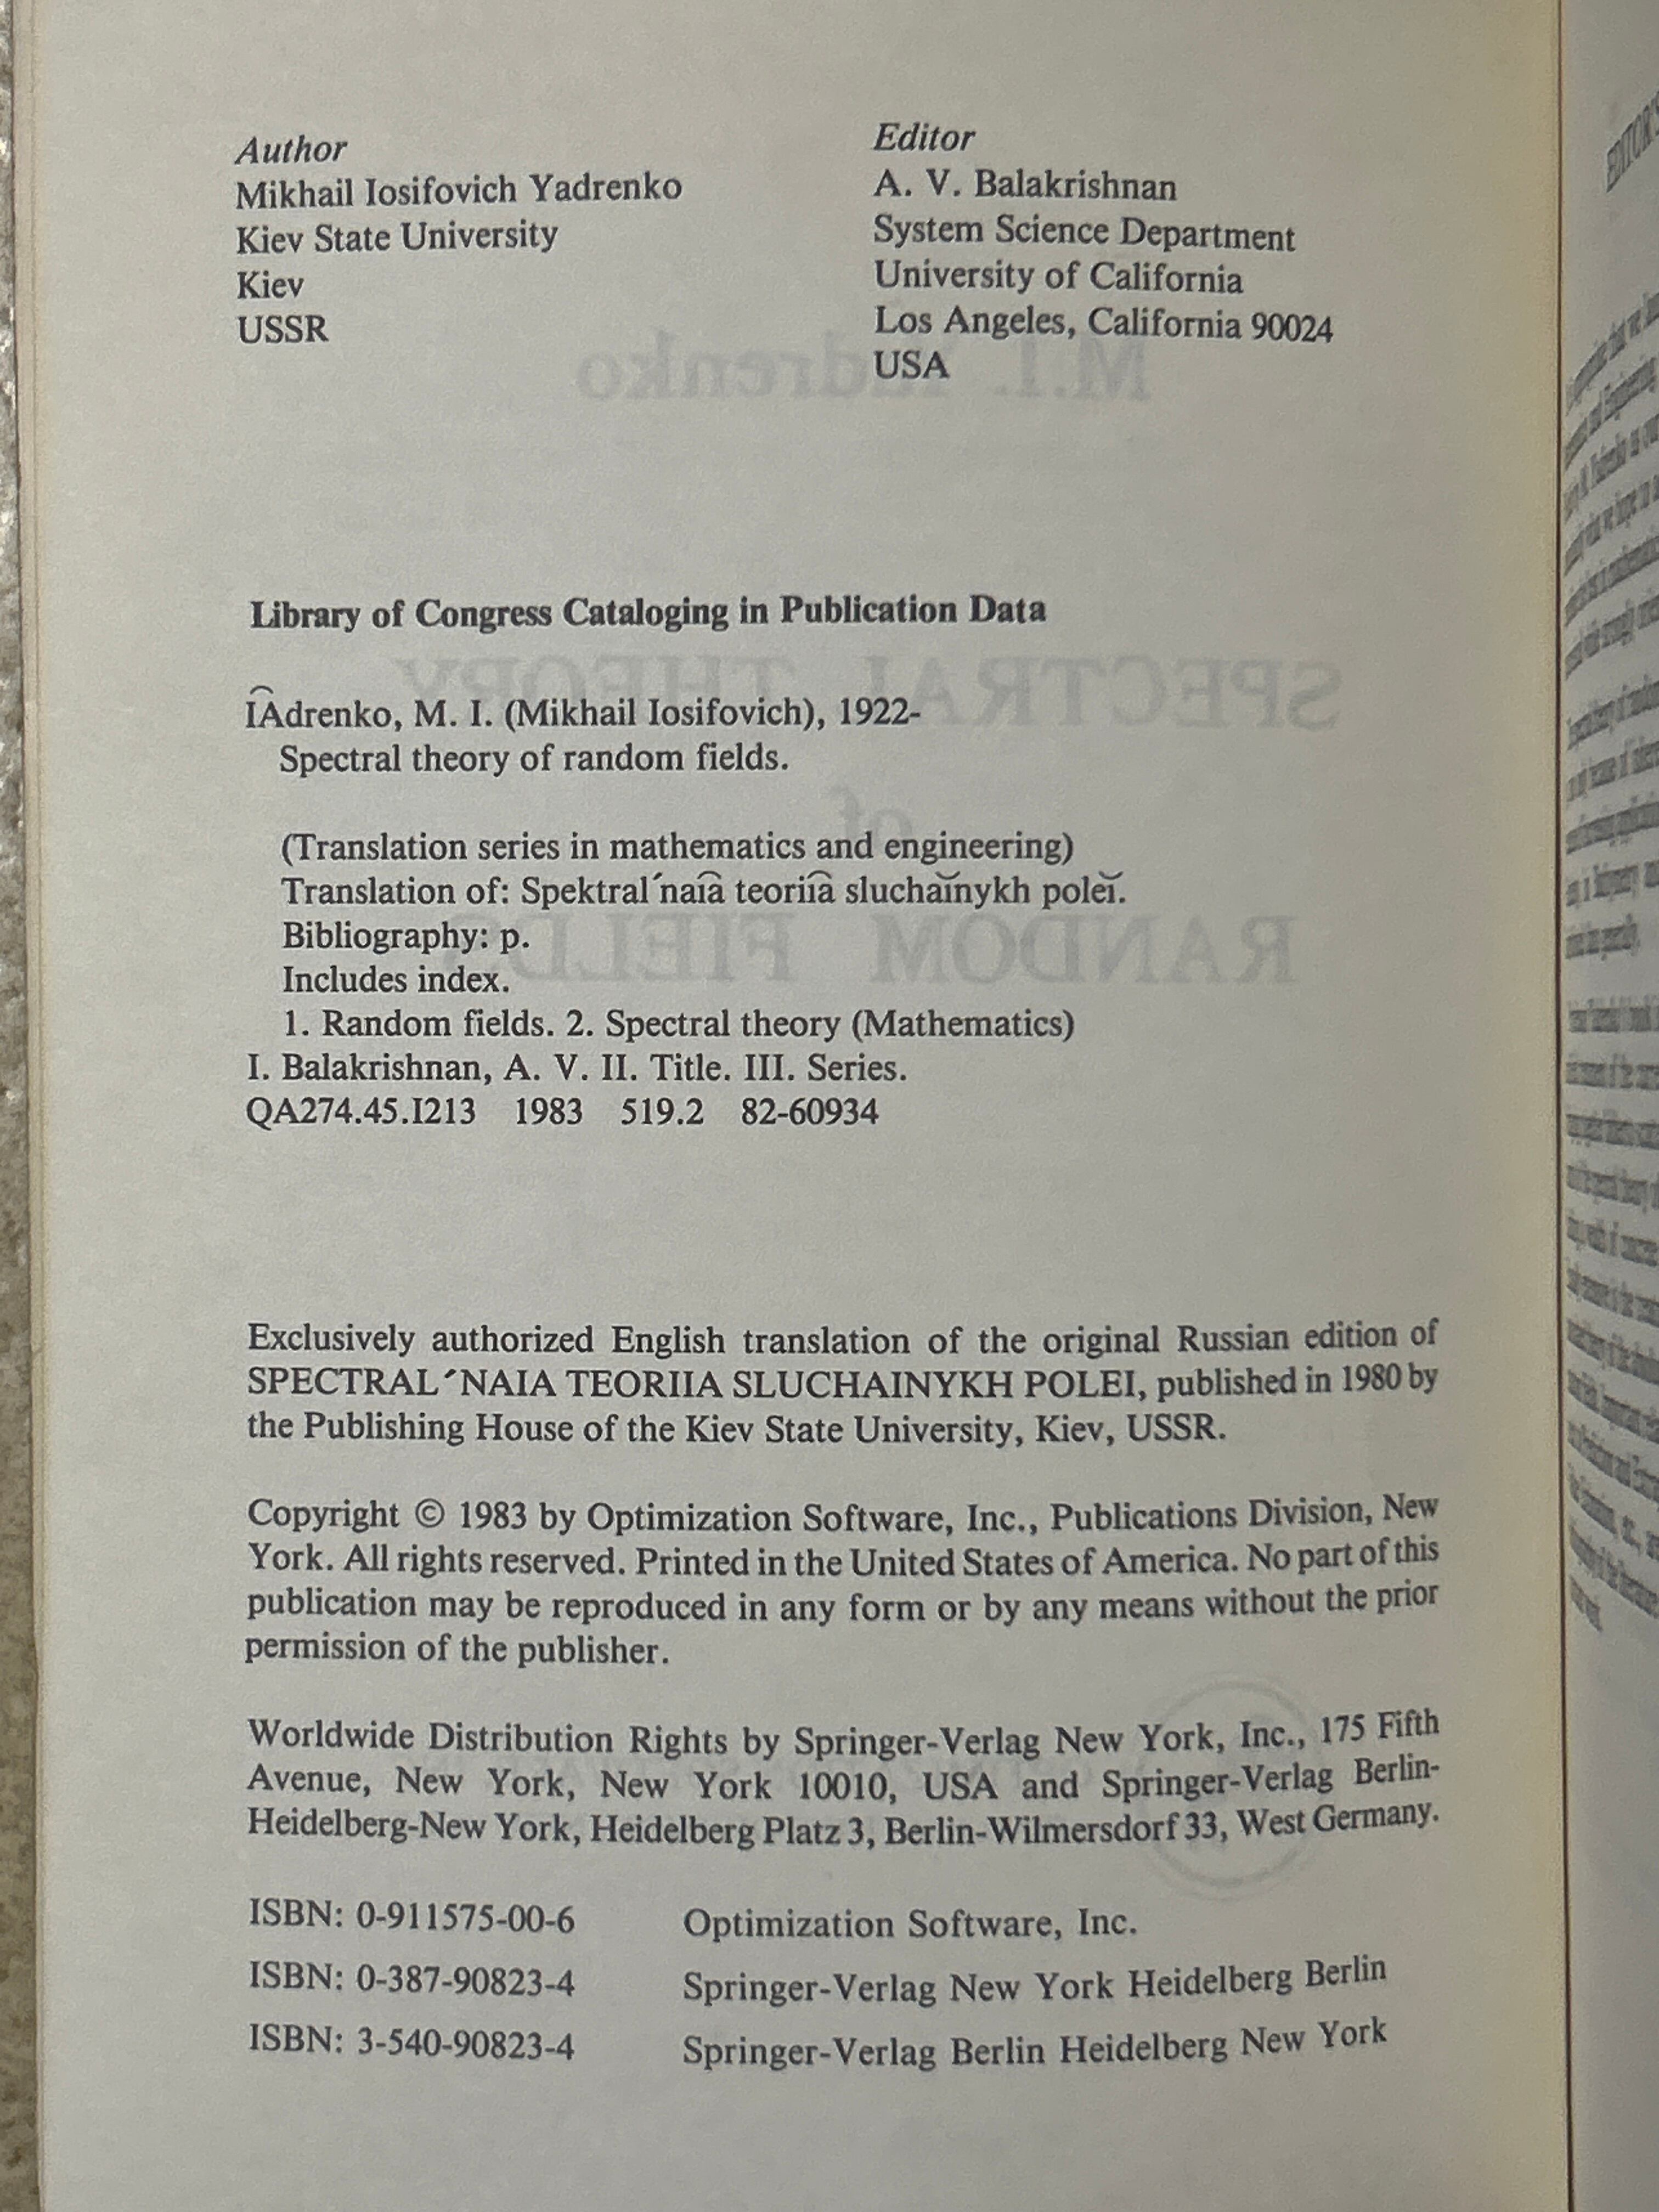 Author
Mikhail Iosifovich Yadrenko
Kiev State University
Kiev
USSR
Editor
A. V. Balakrishnan
System Science Department
University of California
Los Angeles, California 90024
USA
Library of Congress Cataloging in Publication Data
I͡Adrenko, M. I. (Mikhail Iosifovich), 1922-
Spectral theory of random fields.
(Translation series in mathematics and engineering)
Translation of: Spektral´nai͡a teorii͡a sluchaĭnykh poleĭ.
Bibliography: p.
Includes index.
1. Random fields. 2. Spectral theory (Mathematics)
I. Balakrishnan, A. V. II. Title. III. Series.
QA274.45.I213 1983 519.2 82-60934
Exclusively authorized English translation of the original Russian edition of
SPECTRAL´NAIA TEORIIA SLUCHAINYKH POLEI, published in 1980 by
the Publishing House of the Kiev State University, Kiev, USSR.
Copyright © 1983 by Optimization Software, Inc., Publications Division, New
York. All rights reserved. Printed in the United States of America. No part of this
publication may be reproduced in any form or by any means without the prior
permission of the publisher.
Worldwide Distribution Rights by Springer-Verlag New York, Inc., 175 Fifth
Avenue, New York, New York 10010, USA and Springer-Verlag Berlin-
Heidelberg-New York, Heidelberg Platz 3, Berlin-Wilmersdorf 33, West Germany.
ISBN: 0-911575-00-6 Optimization Software, Inc.
ISBN: 0-387-90823-4 Springer-Verlag New York Heidelberg Berlin
ISBN: 3-540-90823-4 Springer-Verlag Berlin Heidelberg New York